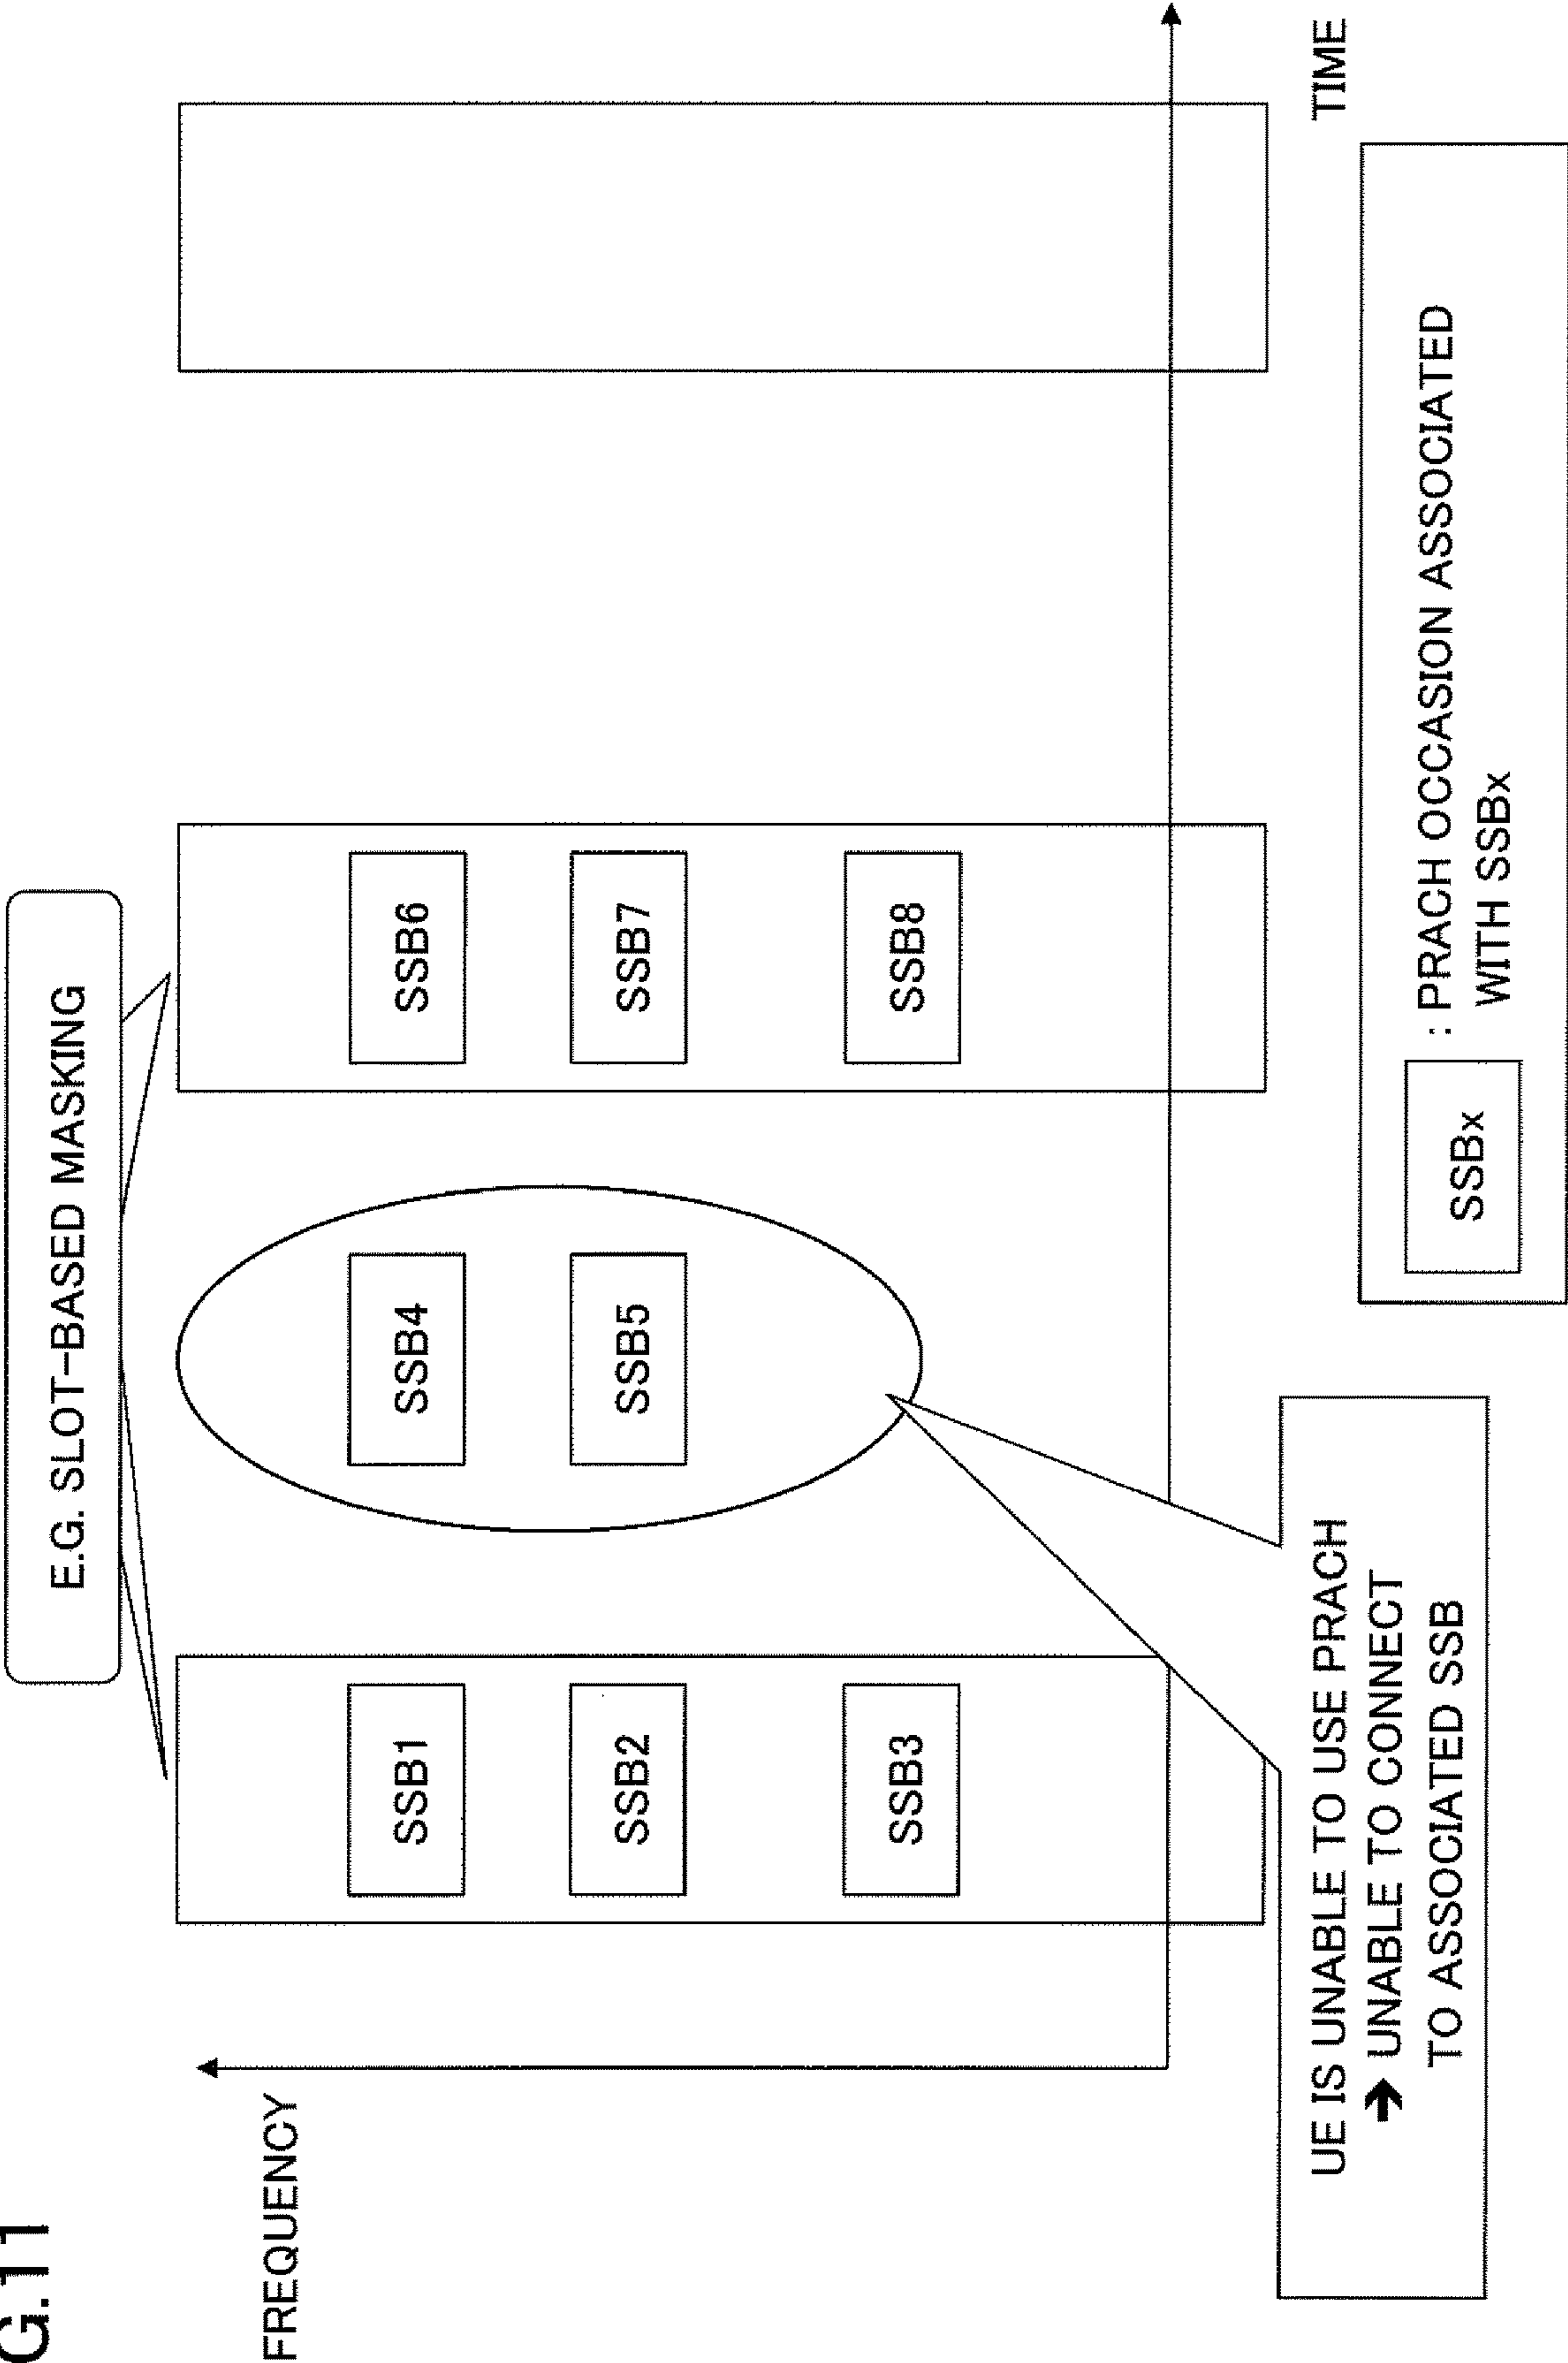 G.11
E.G. SLOT-BASED MASKING
FREQUENCY
SSB1
SSB2
SSB3
SSB4
SSB5
SSB6
SSB7
SSB8
TIME
UE IS UNABLE TO USE PRACH
➔ UNABLE TO CONNECT
TO ASSOCIATED SSB
SSBx
: PRACH OCCASION ASSOCIATED
WITH SSBx